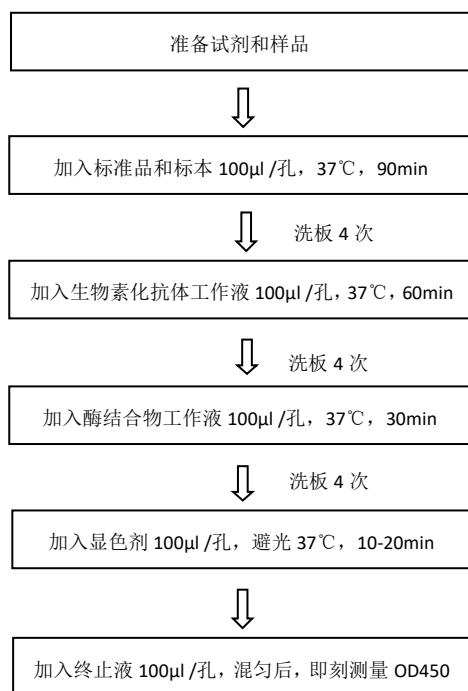 准备试剂和样品
加入标准品和标本 100μl /孔，37℃，90min
洗板 4 次
加入生物素化抗体工作液 100μl /孔，37℃，60min
洗板 4 次
加入酶结合物工作液 100μl /孔，37℃，30min
洗板 4 次
加入显色剂 100μl /孔，避光 37℃，10-20min
加入终止液 100μl /孔，混匀后，即刻测量 OD450